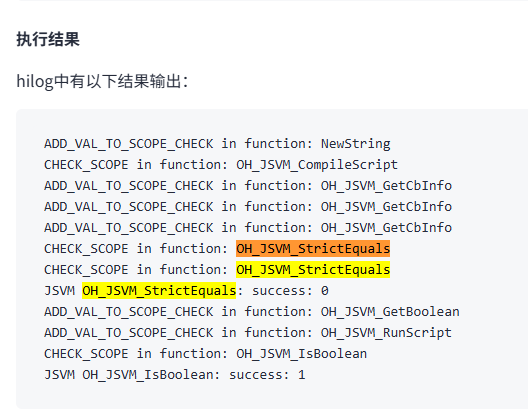 执行结果
hilog中有以下结果输出：
ADD_VAL_TO_SCOPE_CHECK in function: NewString
CHECK_SCOPE in function: OH_JSVM_CompileScript
ADD_VAL_TO_SCOPE_CHECK in function: OH_JSVM_GetCbInfo
ADD_VAL_TO_SCOPE_CHECK in function: OH_JSVM_GetCbInfo
ADD_VAL_TO_SCOPE_CHECK in function: OH_JSVM_GetCbInfo
CHECK_SCOPE in function: OH_JSVM_StrictEquals
CHECK_SCOPE in function: OH_JSVM_StrictEquals
JSVM OH_JSVM_StrictEquals: success: 0
ADD_VAL_TO_SCOPE_CHECK in function: OH_JSVM_GetBoolean
ADD_VAL_TO_SCOPE_CHECK in function: OH_JSVM_RunScript
CHECK_SCOPE in function: OH_JSVM_IsBoolean
JSVM OH_JSVM_IsBoolean: success: 1